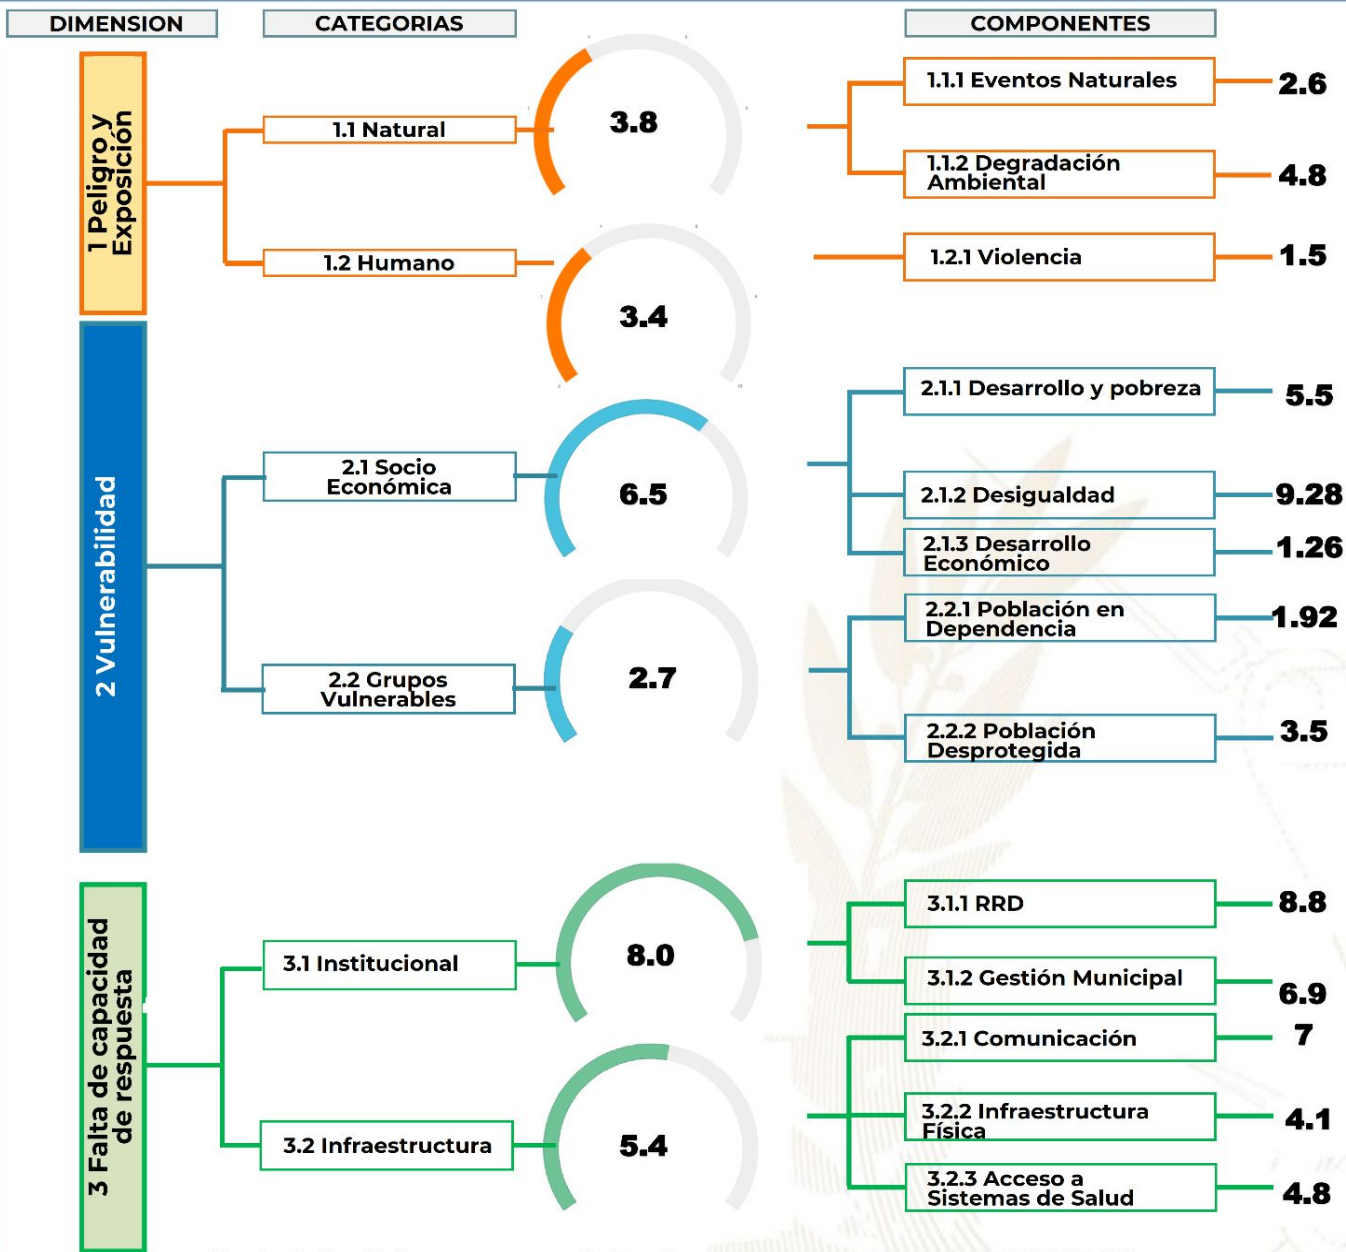 DIMENSION
CATEGORIAS
COMPONENTES
1 Peligro y
Exposición
1.1 Natural
3.8
1.1.1 Eventos Naturales
2.6
1.1.2 Degradación
Ambiental
4.8
1.2 Humano
3.4
1.2.1 Violencia
1.5
2 Vulnerabilidad
2.1 Socio
Económica
6.5
2.1.1 Desarrollo y pobreza
5.5
2.1.2 Desigualdad
9.28
2.1.3 Desarrollo
Económico
1.26
2.2 Grupos
Vulnerables
2.7
2.2.1 Población en
Dependencia
1.92
2.2.2 Población
Desprotegida
3.5
3 Falta de capacidad
de respuesta
3.1 Institucional
8.0
3.1.1 RRD
8.8
3.1.2 Gestión Municipal
6.9
3.2 Infraestructura
5.4
3.2.1 Comunicación
7
3.2.2 Infraestructura
Física
4.1
3.2.3 Acceso a
Sistemas de Salud
4.8